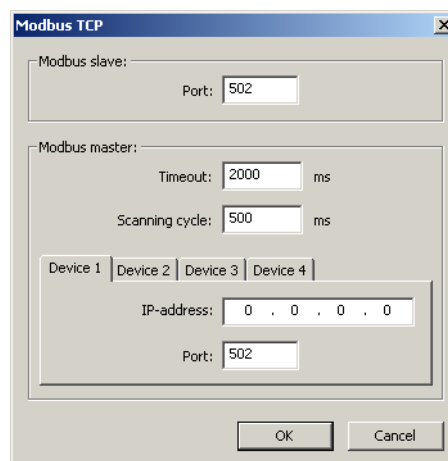 Modbus TCP
Modbus slave:
Port: 502
Modbus master:
Timeout: 2000 ms
Scanning cycle: 500 ms
Device 1 Device 2 Device 3 Device 4
IP-address: 0 . 0 . 0 . 0
Port: 502
OK Cancel